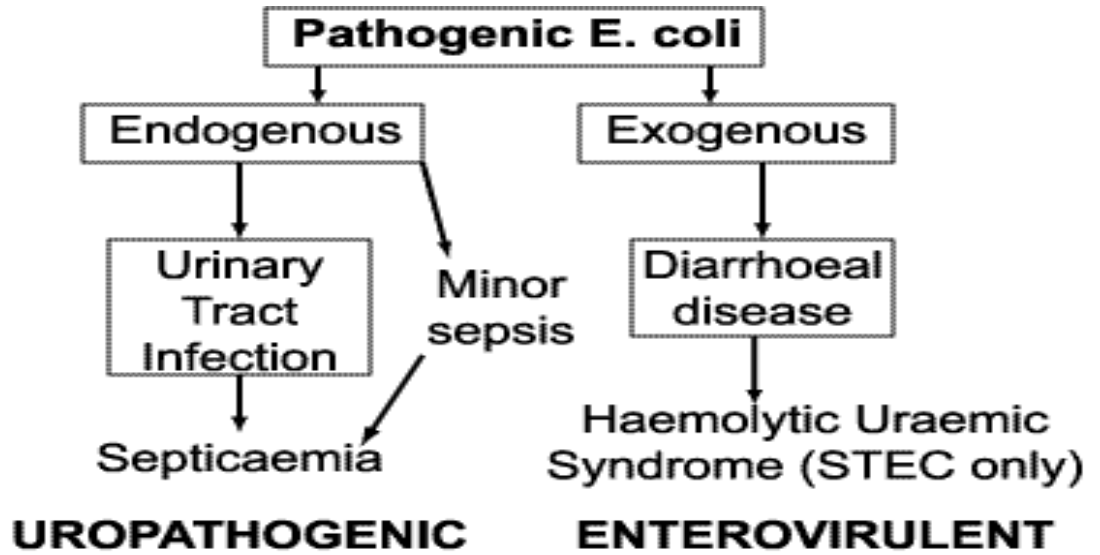 Pathogenic E. coli
Endogenous
Exogenous
Urinary
Tract
Infection
Minor
sepsis
Diarrhoeal
disease
Septicaemia
Haemolytic Uraemic
Syndrome (STEC only)
UROPATHOGENIC
ENTEROVIRULENT